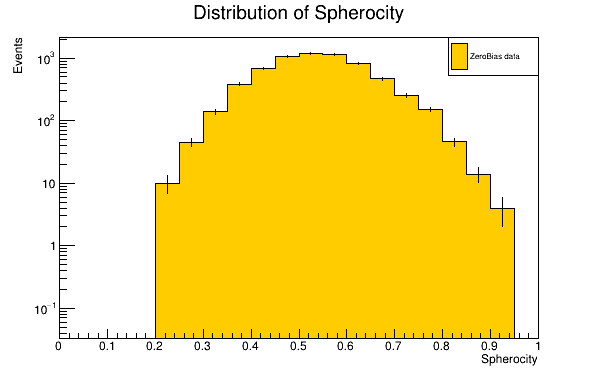 Distribution of Spherocity
Events
ZeroBias data
10³
10²
10
1
10⁻¹
0 0.1 0.2 0.3 0.4 0.5 0.6 0.7 0.8 0.9 1
Spherocity